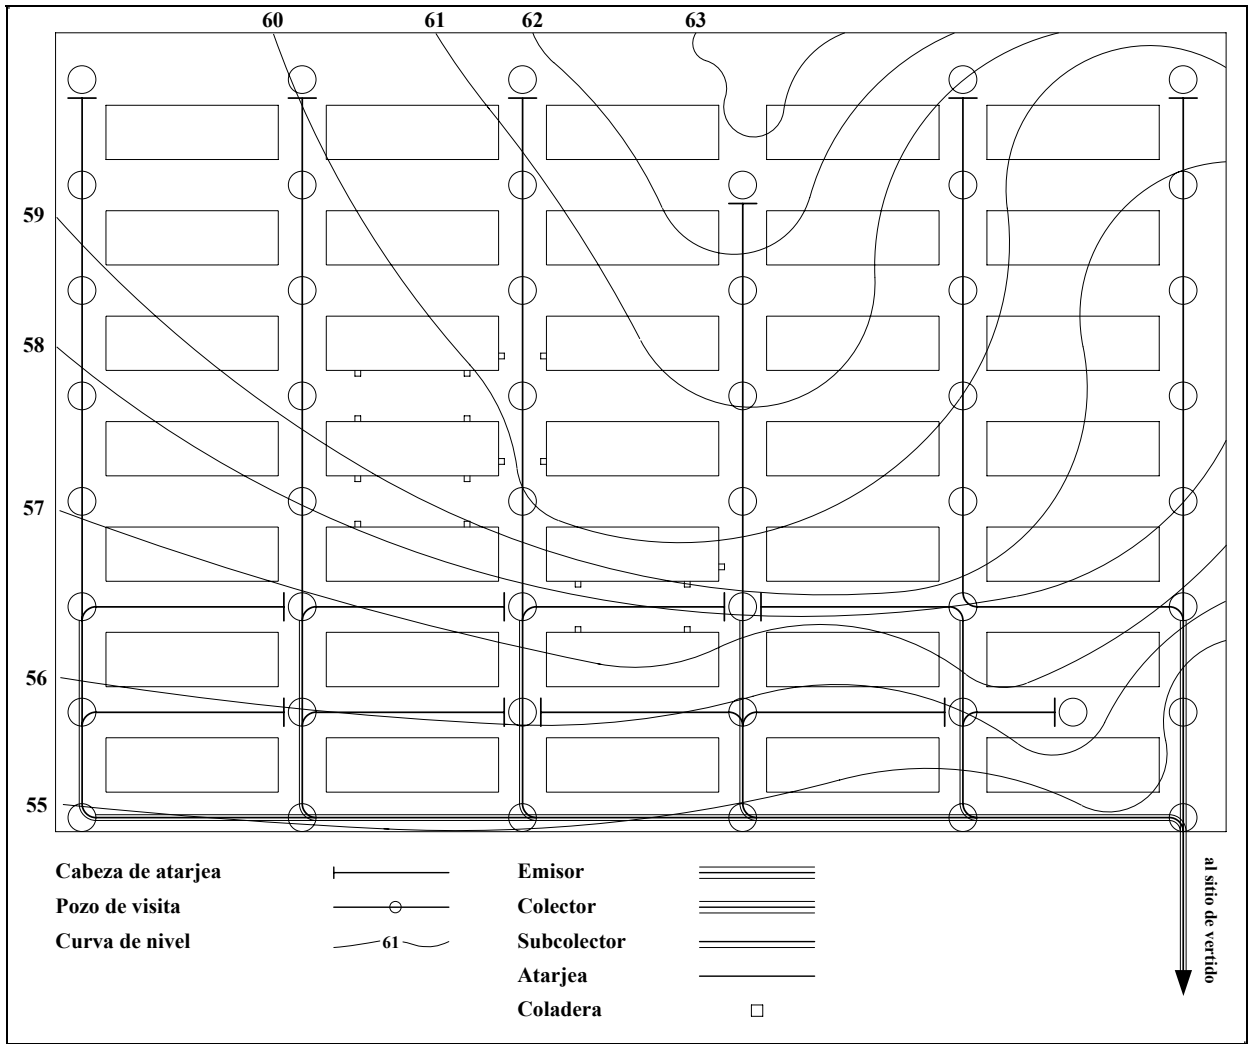 60 61 62 63
59
58
57
56
55
Cabeza de atarjea
Pozo de visita
Curva de nivel
61
Emisor
Colector
Subcolector
Atarjea
Coladera
al sitio de vertido